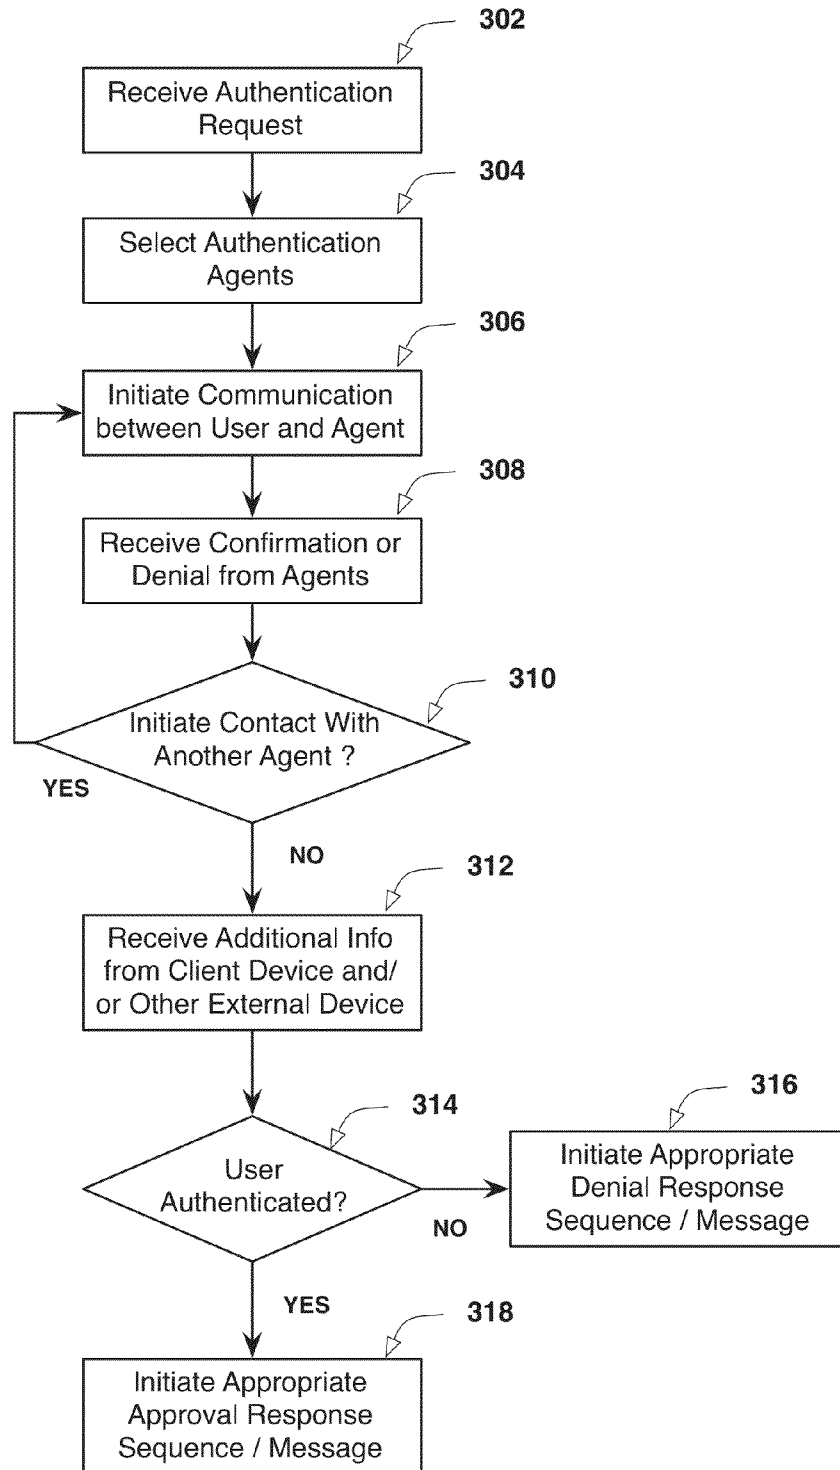 302
Receive Authentication
Request
304
Select Authentication
Agents
306
Initiate Communication
between User and Agent
308
Receive Confirmation or
Denial from Agents
310
Initiate Contact With
Another Agent ?
YES
NO
312
Receive Additional Info
from Client Device and/
or Other External Device
314
User
Authenticated?
316
Initiate Appropriate
Denial Response
Sequence / Message
NO
YES
318
Initiate Appropriate
Approval Response
Sequence / Message